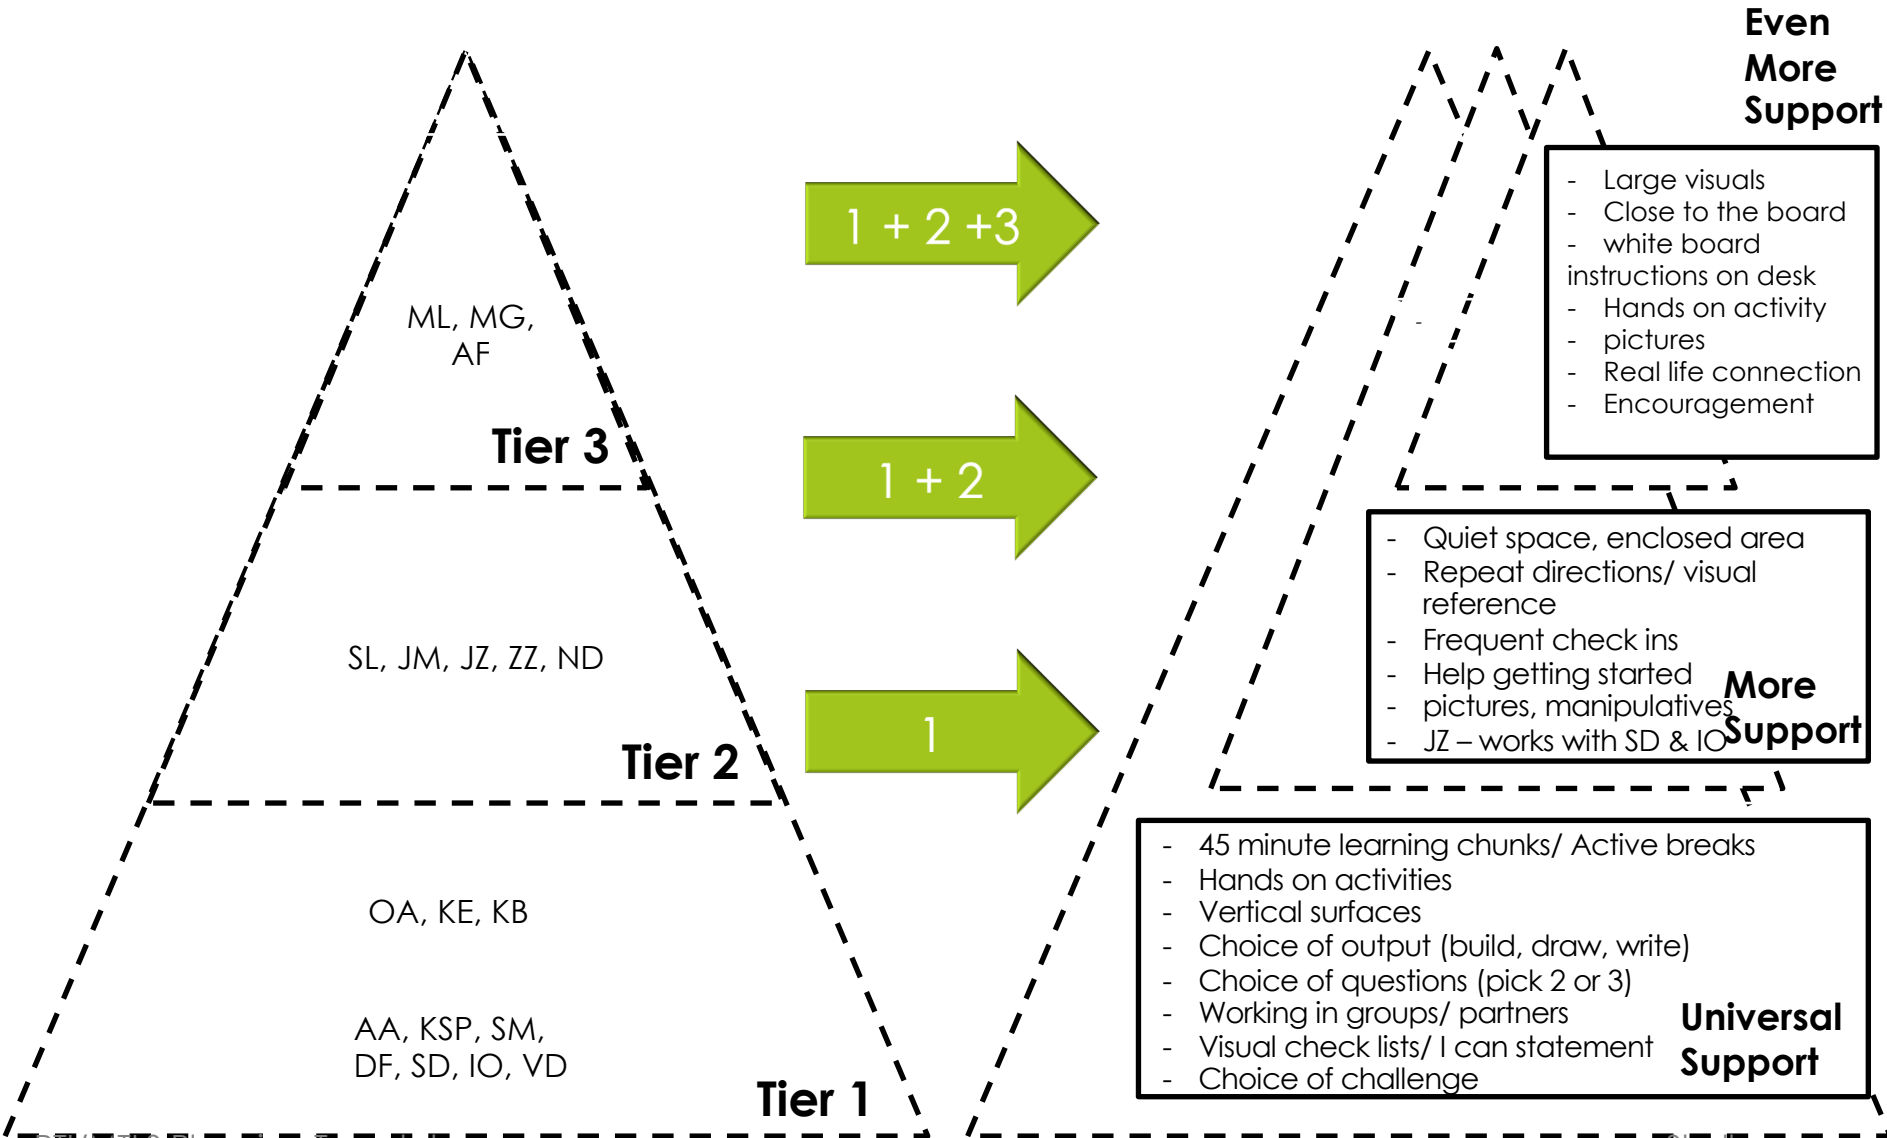 ML, MG,
AF
Tier 3
SL, JM, JZ, ZZ, ND
Tier 2
OA, KE, KB
AA, KSP, SM,
DF, SD, IO, VD
Tier 1
1 + 2 +3
1 + 2
1
Even
More
Support
- Large visuals
- Close to the board
- white board
instructions on desk
- Hands on activity
- pictures
- Real life connection
- Encouragement
-
- Quiet space, enclosed area
- Repeat directions/ visual
reference
- Frequent check ins
- Help getting started
- pictures, manipulatives
- JZ – works with SD & IO
More
Support
- 45 minute learning chunks/ Active breaks
- Hands on activities
- Vertical surfaces
- Choice of output (build, draw, write)
- Choice of questions (pick 2 or 3)
- Working in groups/ partners
- Visual check lists/ I can statement
- Choice of challenge
Universal
Support